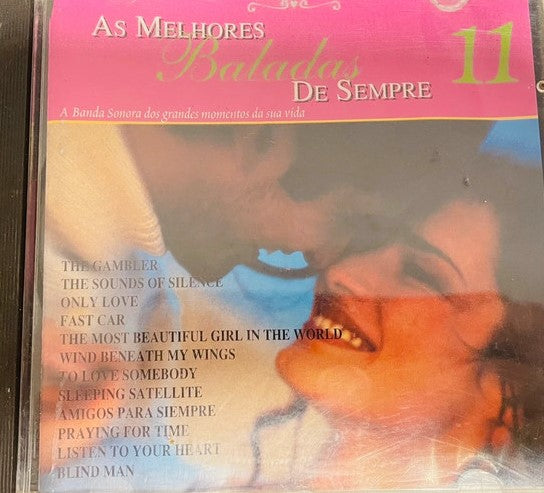 AS MELHORES
Baladas
DE SEMPRE
11
A Banda Sonora dos grandes momentos da sua vida
THE GAMBLER
THE SOUNDS OF SILENCE
ONLY LOVE
FAST CAR
THE MOST BEAUTIFUL GIRL IN THE WORLD
WIND BENEATH MY WINGS
TO LOVE SOMEBODY
SLEEPING SATELLITE
AMIGOS PARA SIEMPRE
PRAYING FOR TIME
LISTEN TO YOUR HEART
BLIND MAN